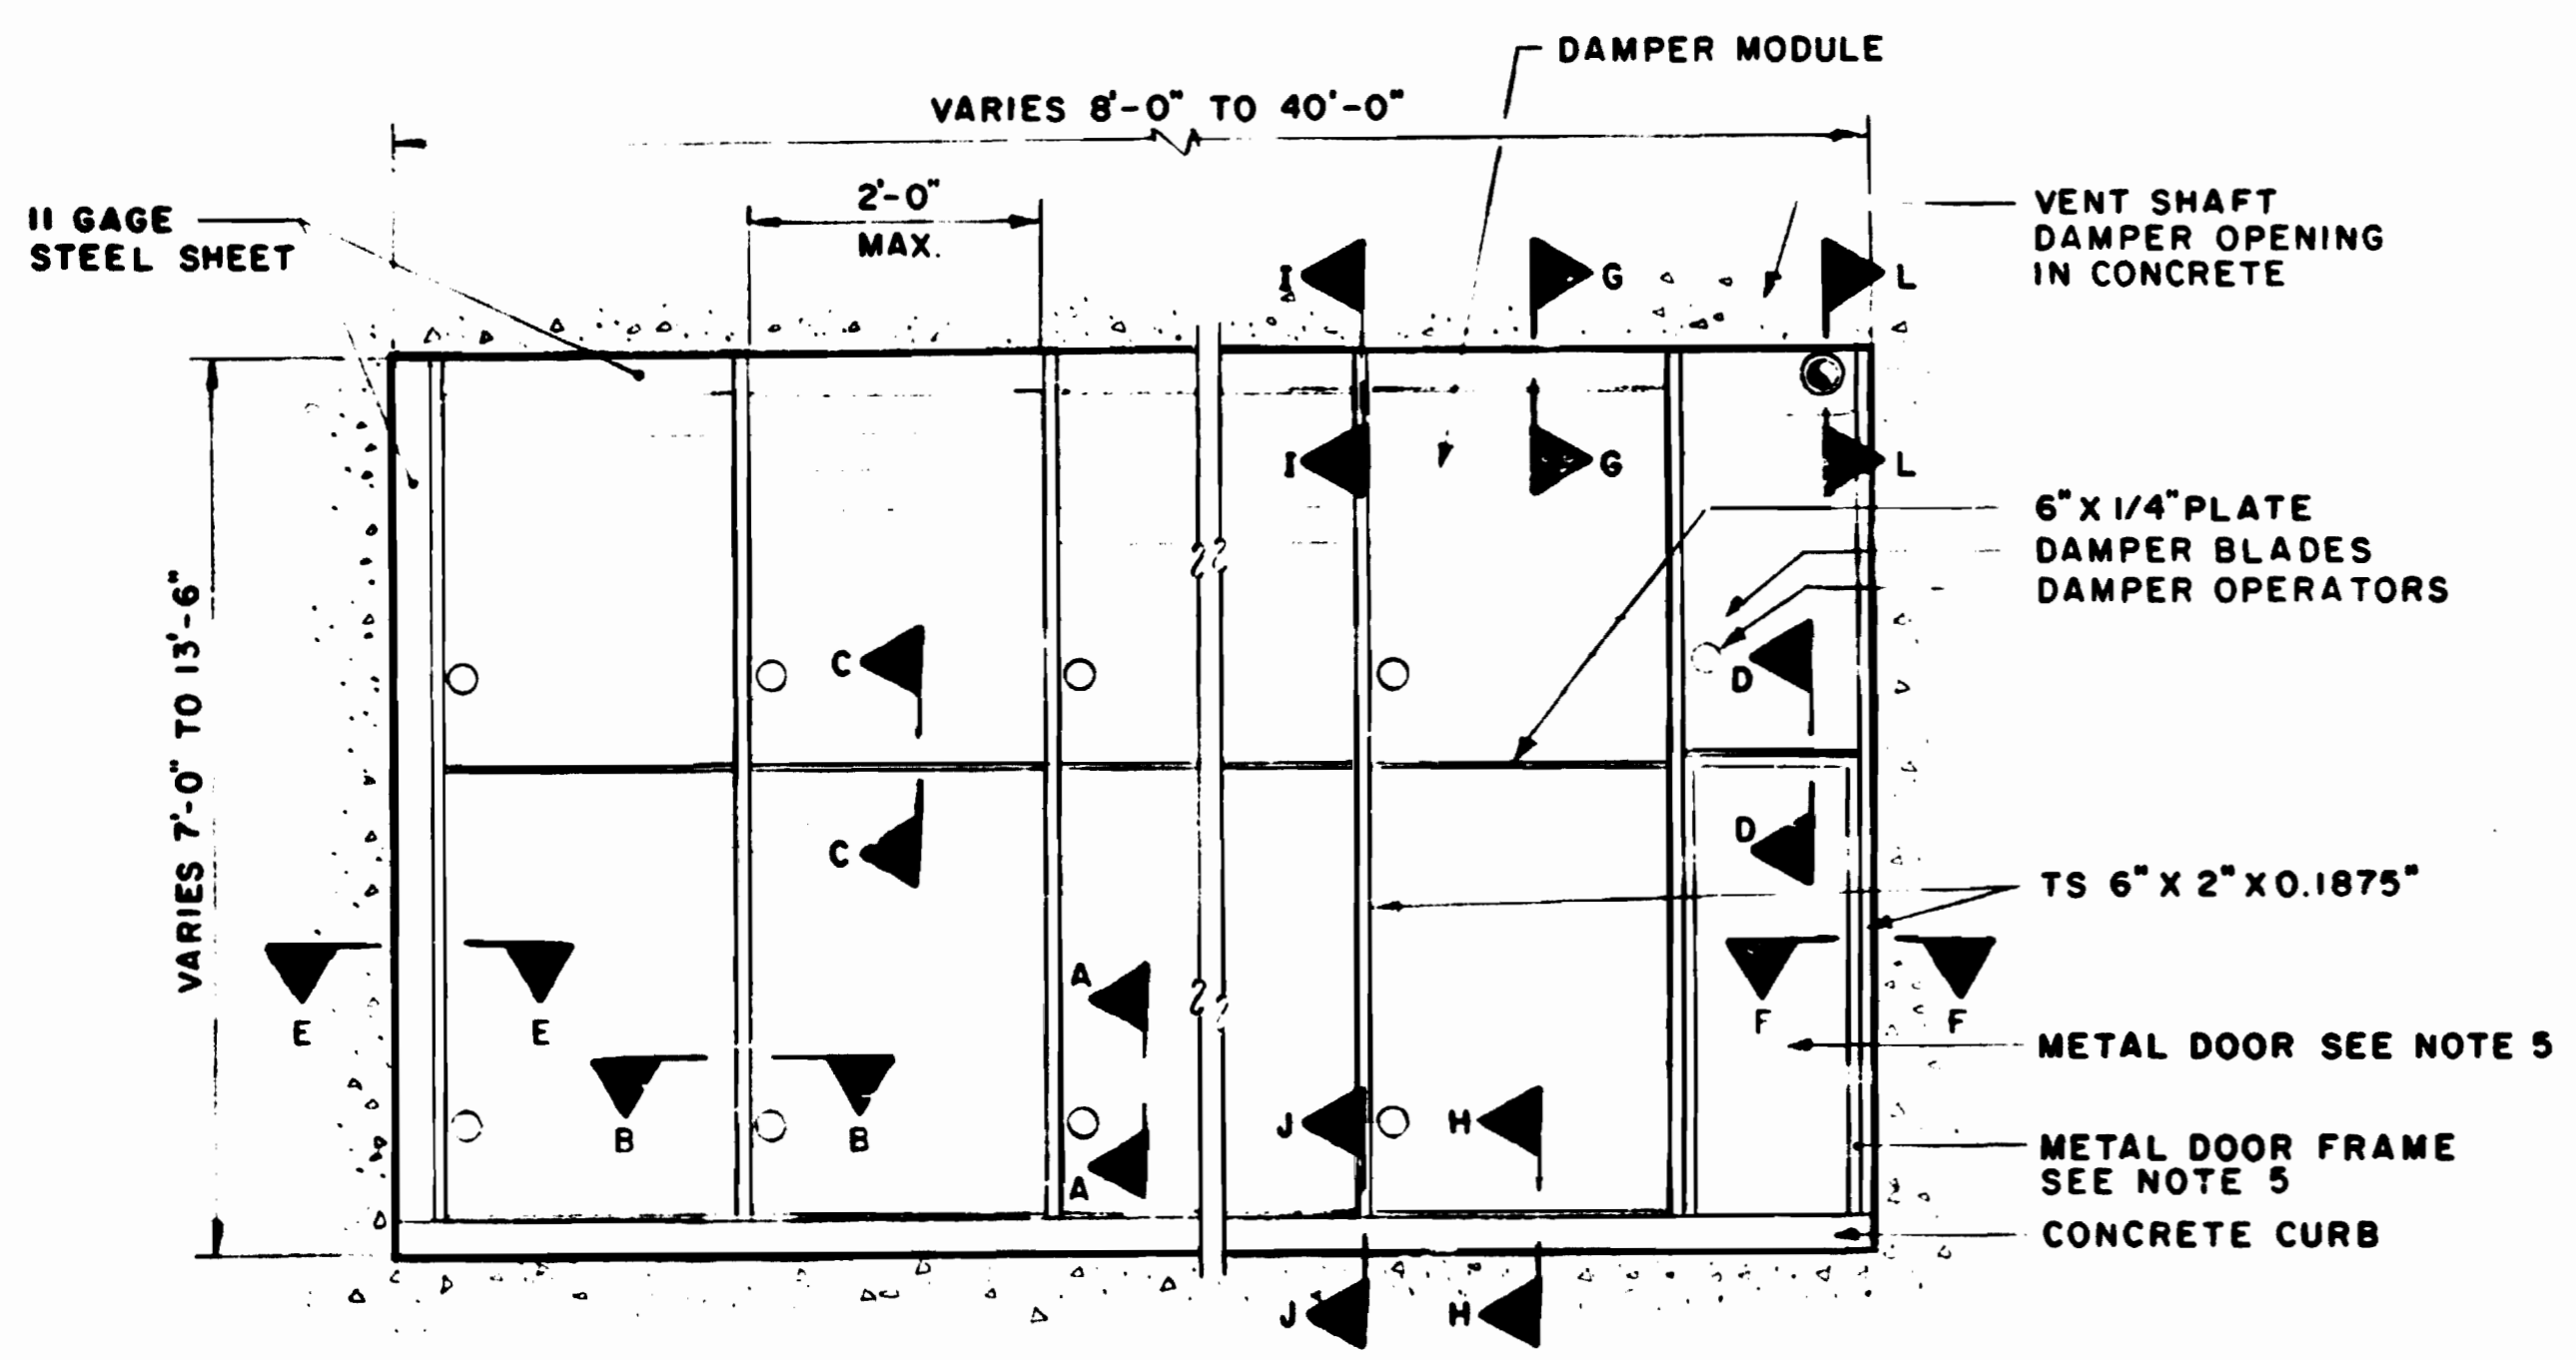 DAMPER MODULE
VARIES 8'-0" TO 40'-0"
2'-0"
MAX.
11 GAGE
STEEL SHEET
VENT SHAFT
DAMPER OPENING
IN CONCRETE
I
G
L
I
G
L
6" X 1/4" PLATE
DAMPER BLADES
DAMPER OPERATORS
VARIES 7'-0" TO 13'-6"
C
D
C
D
TS 6" X 2" X 0.1875"
A
E
E
F
F
METAL DOOR SEE NOTE 5
B
B
J
H
METAL DOOR FRAME
SEE NOTE 5
A
CONCRETE CURB
J
H